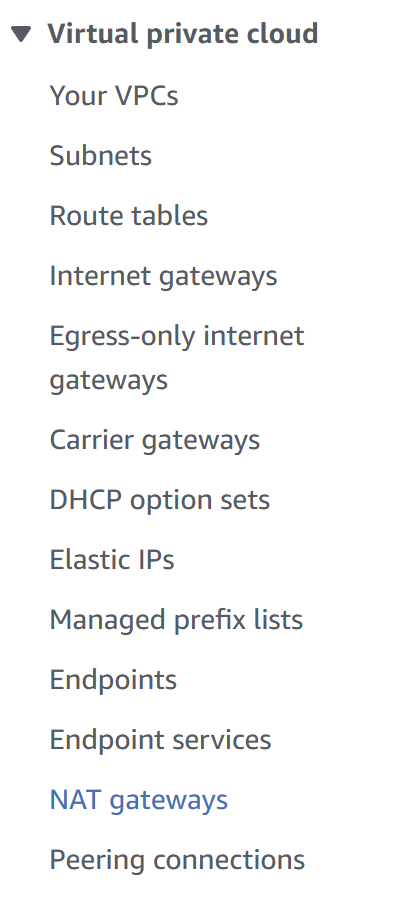 Virtual private cloud
Your VPCs
Subnets
Route tables
Internet gateways
Egress-only internet
gateways
Carrier gateways
DHCP option sets
Elastic IPs
Managed prefix lists
Endpoints
Endpoint services
NAT gateways
Peering connections